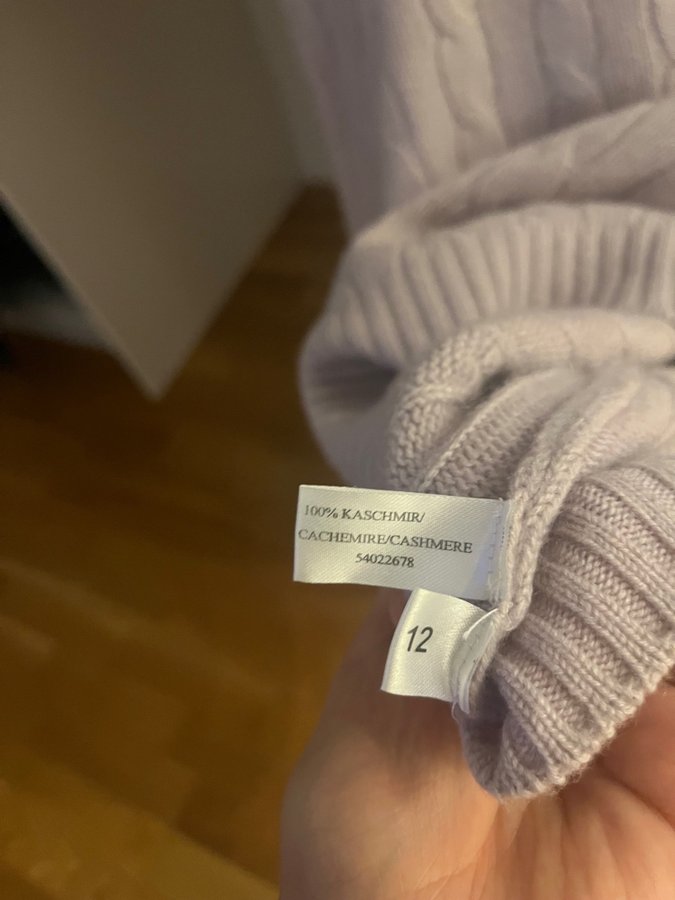 100% KASCHMIR/
CACHEMIRE/CASHMERE
54022678
12